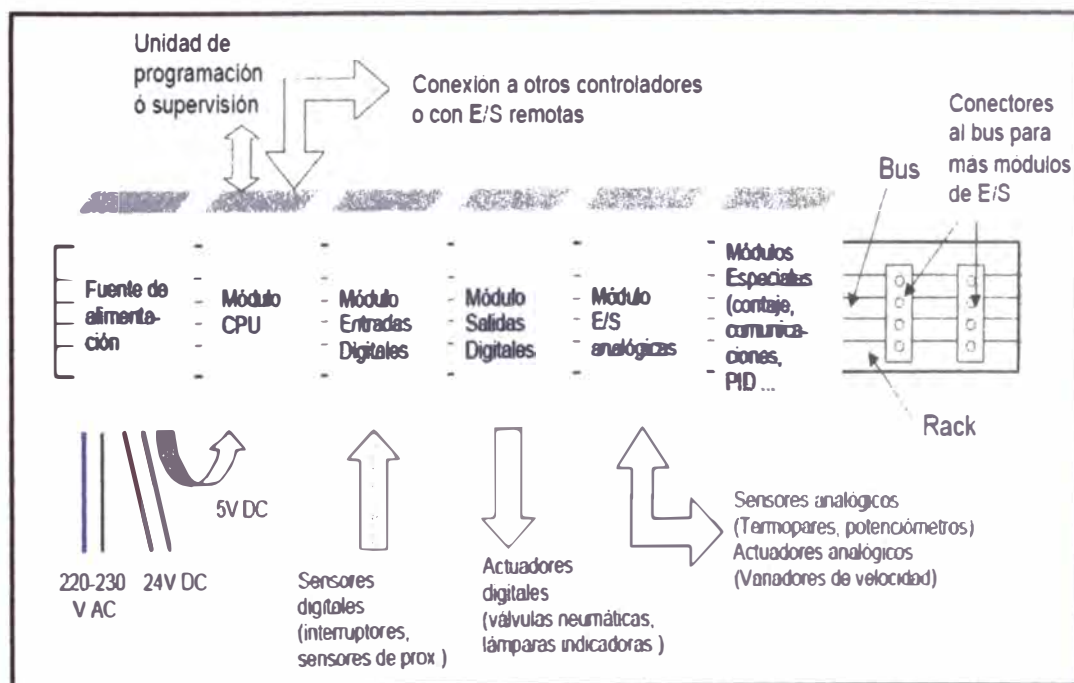 Unidad de
programación
ó supervisión
Conexión a otros controladores
o con E/S remotas
Conectores
al bus para
más módulos
de E/S
Bus
Fuente de
alimenta-
ción
Módulo
CPU
Módulo
Entradas
Digitales
Módulo
Salidas
Digitales
Módulo
E/S
analógicas
Módulos
Especiales
(contaje,
comunica-
ciones,
PID ...
Rack
5V DC
220-230
V AC
24V DC
Sensores
digitales
(interruptores,
sensores de prox )
Actuadores
digitales
(válvulas neumáticas,
lámparas indicadoras )
Sensores analógicos
(Termopares, potenciómetros)
Actuadores analógicos
(Variadores de velocidad)